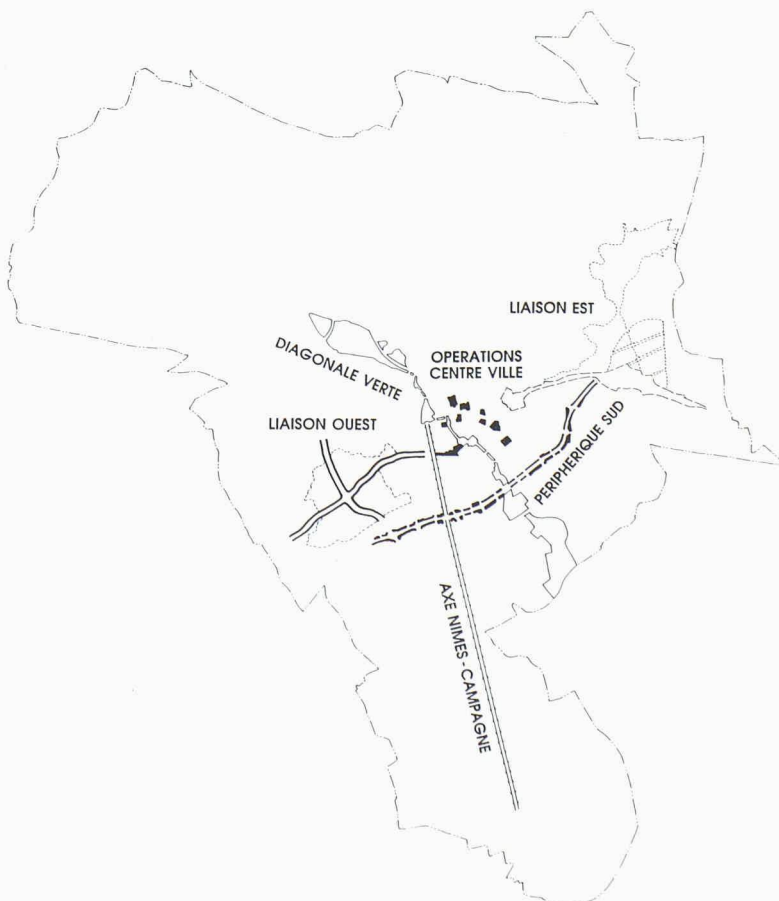 LIAISON EST
DIAGONALE VERTE
OPERATIONS
CENTRE VILLE
LIAISON OUEST
PERIPHERIQUE SUD
AXE NIMES - CAMPAGNE